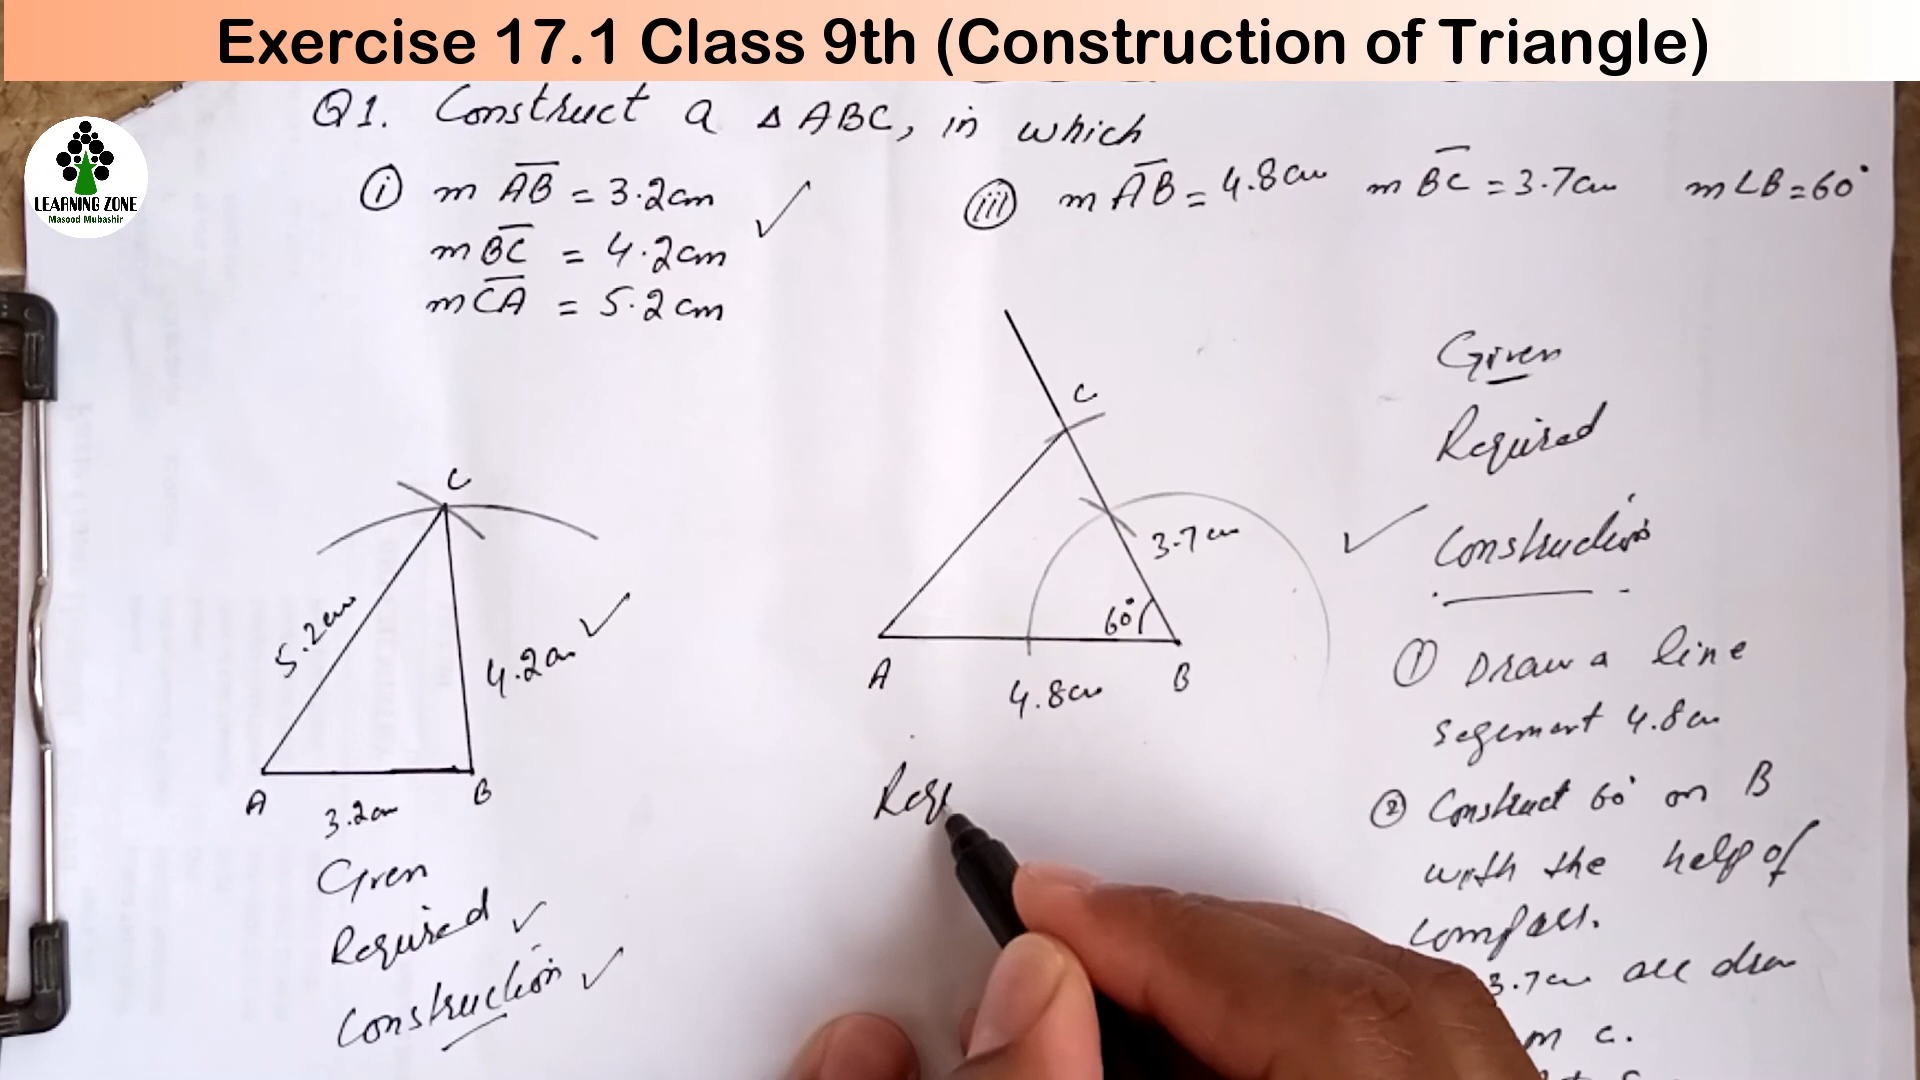 Exercise 17.1 Class 9th (Construction of Triangle)
LEARNING ZONE
Masood Mubashir
Q1. Construct a △ ABC, in which
(i) m AB = 3.2cm
m BC = 4.2cm
m CA = 5.2cm
(iii) m AB = 4.8cm m BC = 3.7cm m∠B = 60°
C
5.2cm
4.2cm
A
B
3.2cm
Given
Required
Construction
C
3.7cm
60°
A
B
4.8cm
Given
Required
Construction
① Draw a line
segement 4.8cm
② Construct 60° on B
with the help of
compass.
3.7cm
m C.